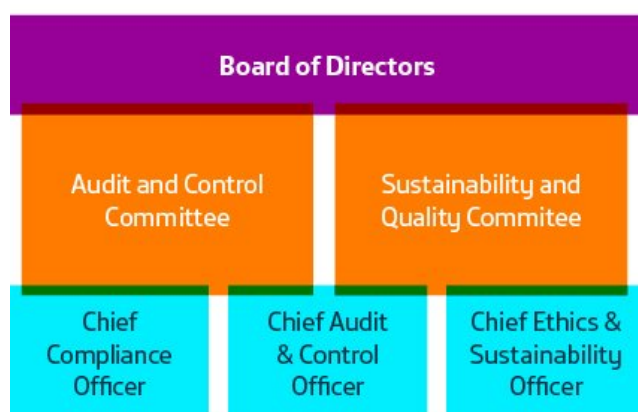 Board of Directors
Audit and Control
Committee
Sustainability and
Quality Commitee
Chief
Compliance
Officer
Chief Audit
& Control
Officer
Chief Ethics &
Sustainability
Officer